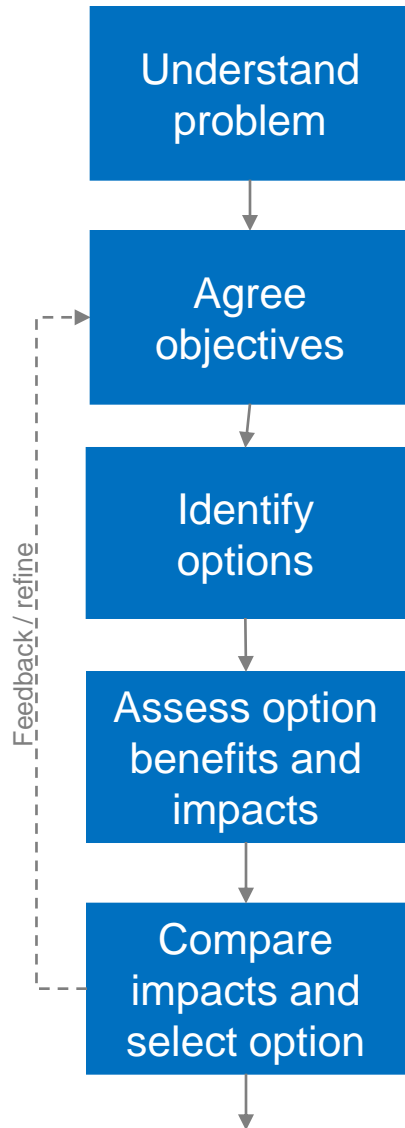 Understand
problem
Agree
objectives
Identify
options
Feedback / refine
Assess option
benefits and
impacts
Compare
impacts and
select option